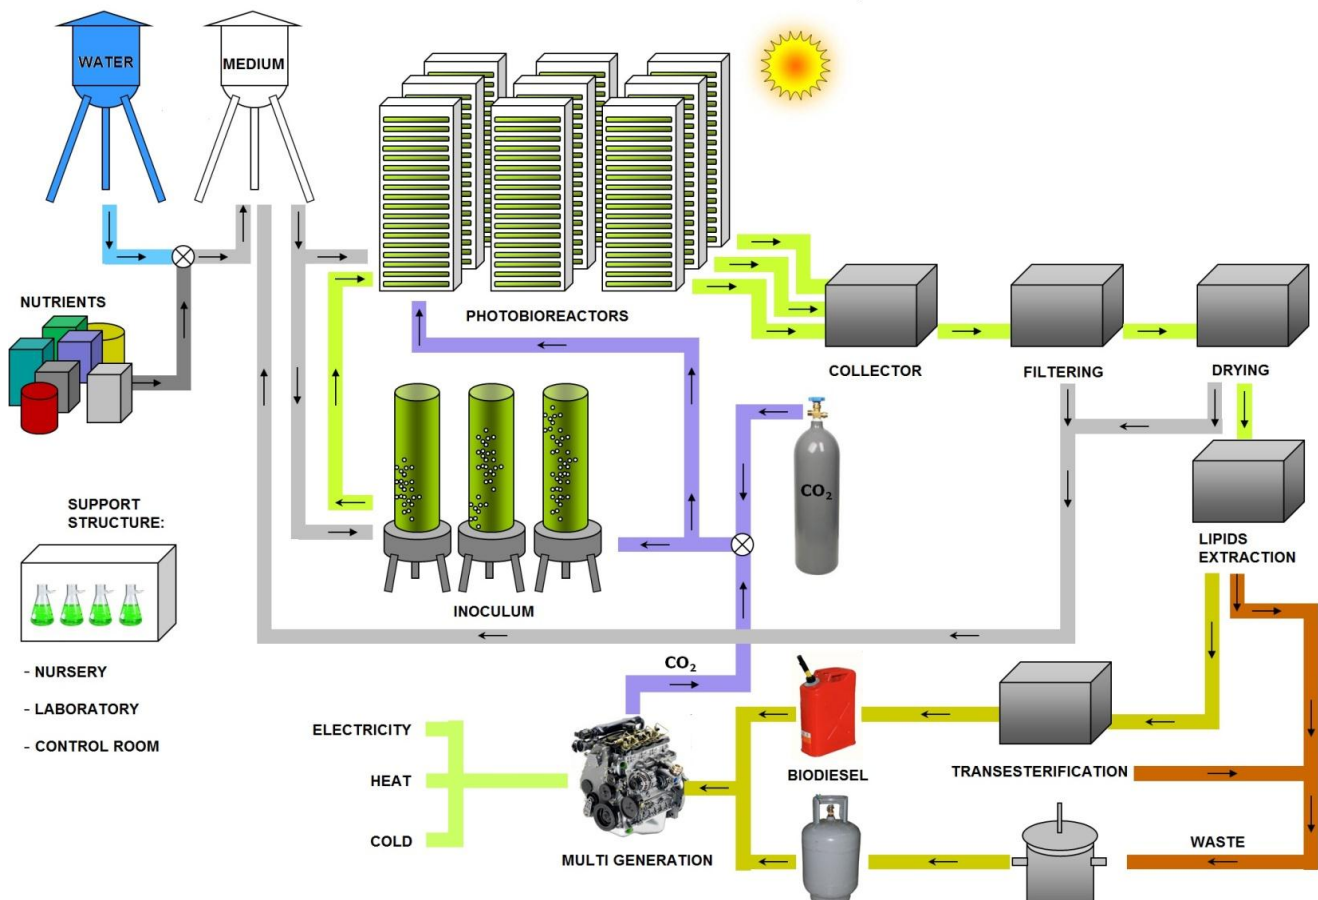 WATER
MEDIUM
NUTRIENTS
PHOTOBIOREACTORS
COLLECTOR
FILTERING
DRYING
CO2
SUPPORT
STRUCTURE:
LIPIDS
EXTRACTION
INOCULUM
CO2
- NURSERY
- LABORATORY
- CONTROL ROOM
ELECTRICITY
HEAT
COLD
MULTI GENERATION
BIODIESEL
TRANSESTERIFICATION
WASTE